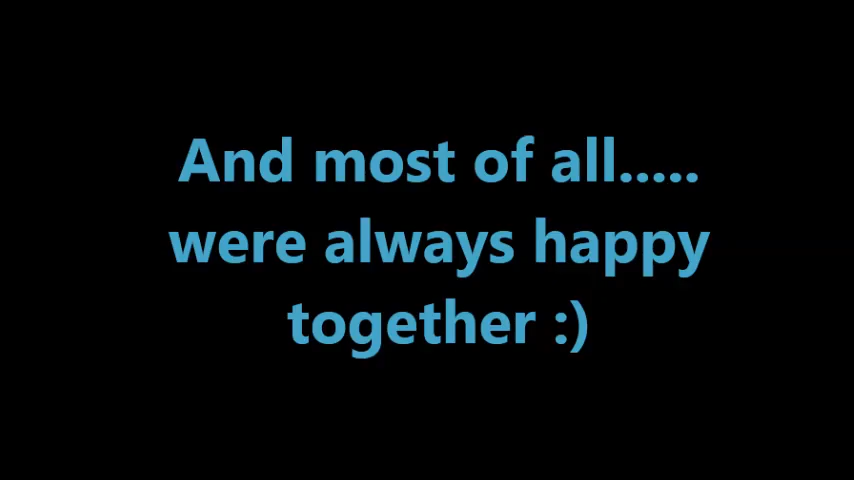 And most of all.....
were always happy
together :)